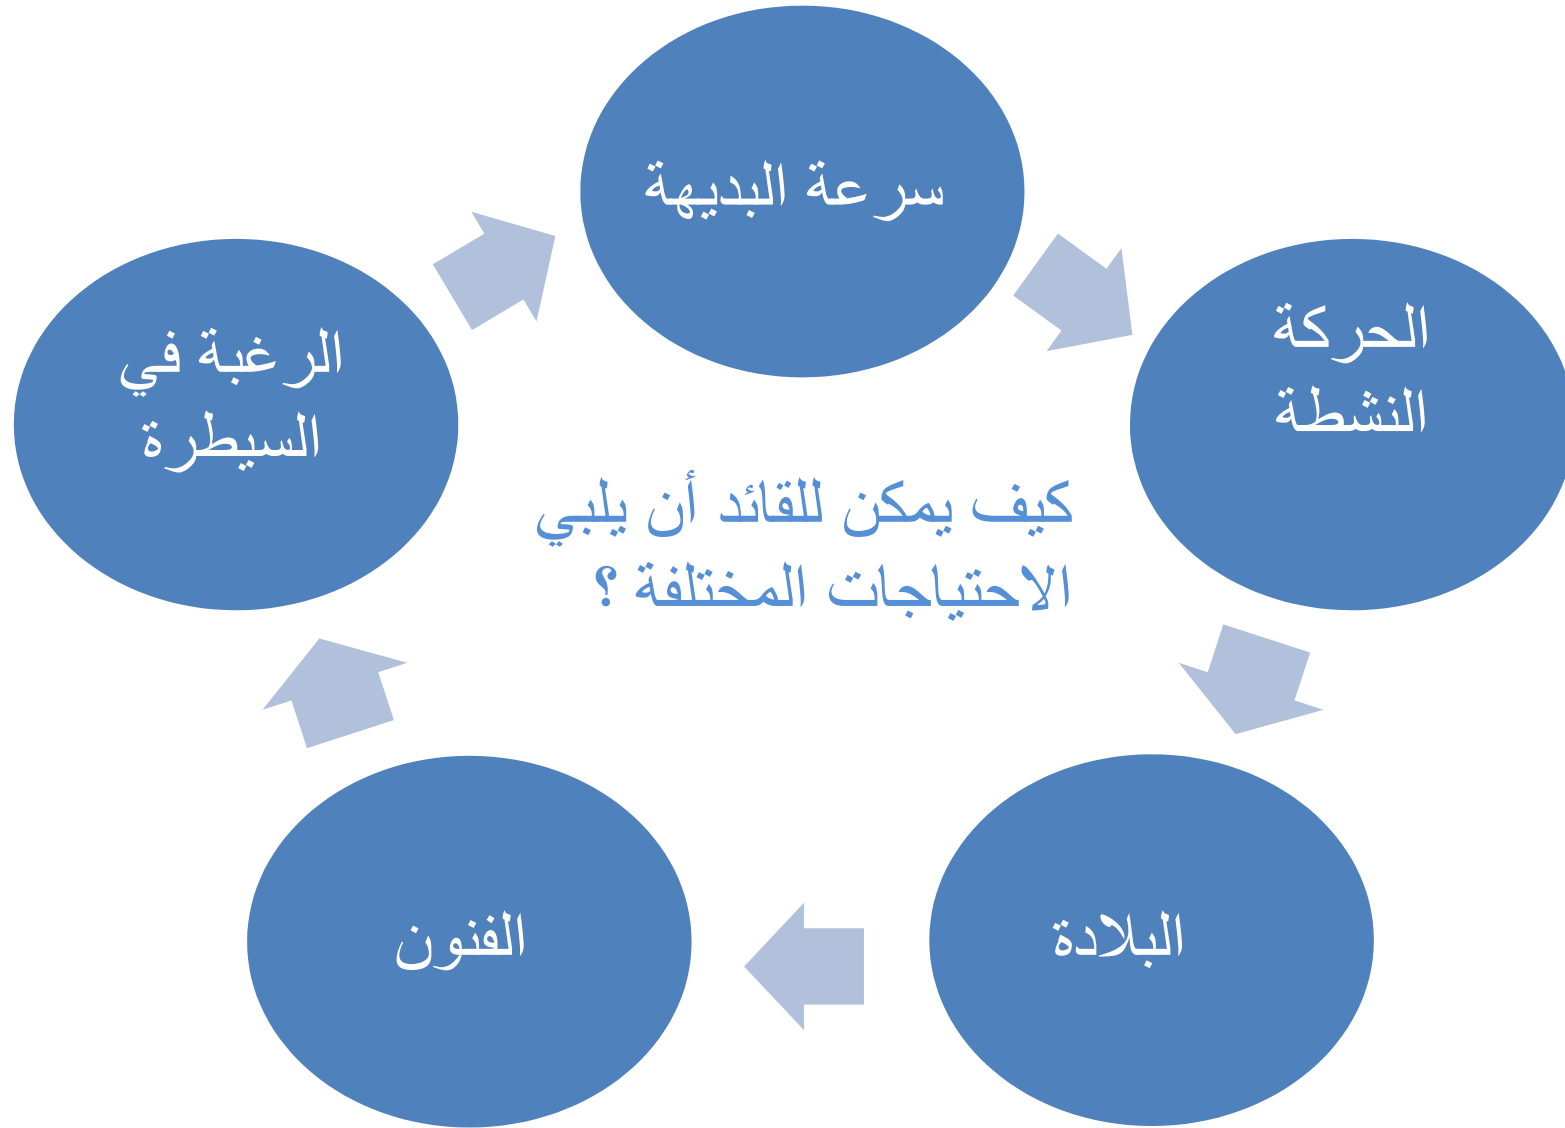 سرعة البديهة
الحركة
النشطة
البلادة
الفنون
الرغبة في
السيطرة
كيف يمكن للقائد أن يلبي
الاحتياجات المختلفة ؟